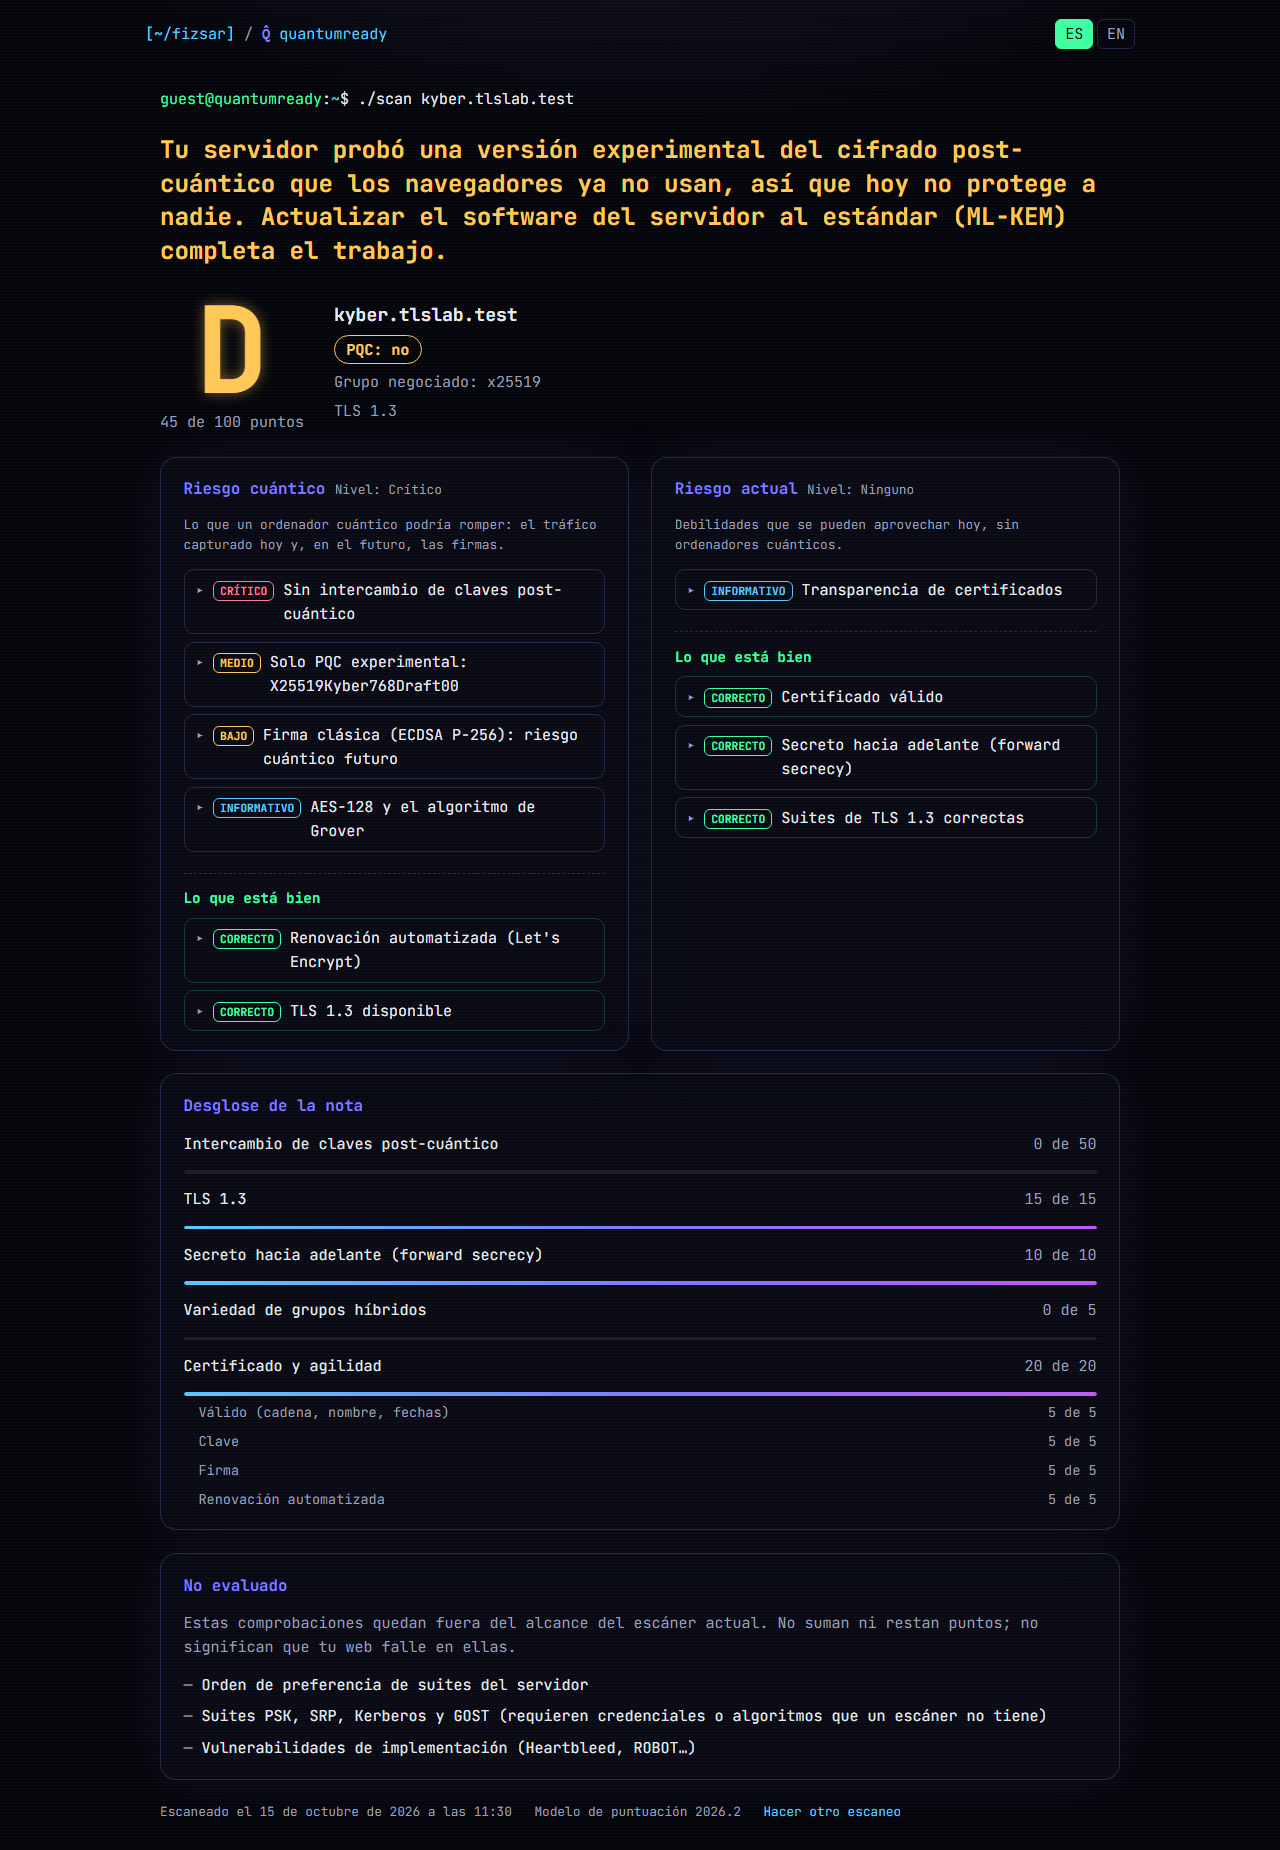 [~/fizsar] / Q̂ quantumready
ES EN
guest@quantumready:~$ ./scan kyber.tlslab.test
Tu servidor probó una versión experimental del cifrado post-
cuántico que los navegadores ya no usan, así que hoy no protege a
nadie. Actualizar el software del servidor al estándar (ML-KEM)
completa el trabajo.
D
45 de 100 puntos
kyber.tlslab.test
PQC: no
Grupo negociado: x25519
TLS 1.3
Riesgo cuántico Nivel: Crítico
Lo que un ordenador cuántico podría romper: el tráfico
capturado hoy y, en el futuro, las firmas.
▸ CRÍTICO Sin intercambio de claves post-
cuántico
▸ MEDIO Solo PQC experimental:
X25519Kyber768Draft00
▸ BAJO Firma clásica (ECDSA P-256): riesgo
cuántico futuro
▸ INFORMATIVO AES-128 y el algoritmo de
Grover
Lo que está bien
▸ CORRECTO Renovación automatizada (Let's
Encrypt)
▸ CORRECTO TLS 1.3 disponible
Riesgo actual Nivel: Ninguno
Debilidades que se pueden aprovechar hoy, sin
ordenadores cuánticos.
▸ INFORMATIVO Transparencia de certificados
Lo que está bien
▸ CORRECTO Certificado válido
▸ CORRECTO Secreto hacia adelante (forward
secrecy)
▸ CORRECTO Suites de TLS 1.3 correctas
Desglose de la nota
Intercambio de claves post-cuántico 0 de 50
TLS 1.3 15 de 15
Secreto hacia adelante (forward secrecy) 10 de 10
Variedad de grupos híbridos 0 de 5
Certificado y agilidad 20 de 20
Válido (cadena, nombre, fechas) 5 de 5
Clave 5 de 5
Firma 5 de 5
Renovación automatizada 5 de 5
No evaluado
Estas comprobaciones quedan fuera del alcance del escáner actual. No suman ni restan puntos; no
significan que tu web falle en ellas.
— Orden de preferencia de suites del servidor
— Suites PSK, SRP, Kerberos y GOST (requieren credenciales o algoritmos que un escáner no tiene)
— Vulnerabilidades de implementación (Heartbleed, ROBOT…)
Escaneado el 15 de octubre de 2026 a las 11:30 Modelo de puntuación 2026.2 Hacer otro escaneo